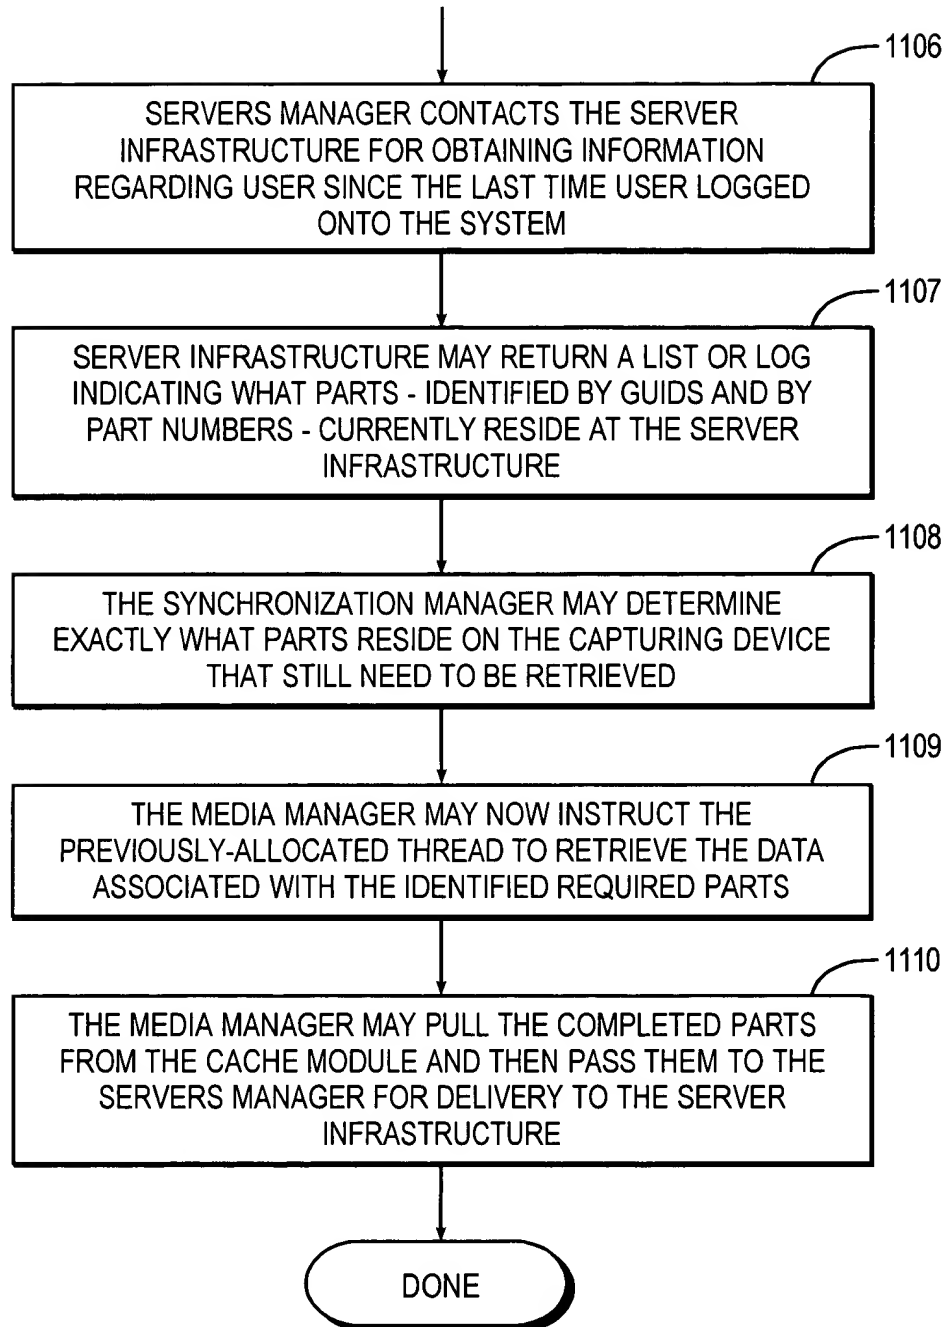 1106
SERVERS MANAGER CONTACTS THE SERVER
INFRASTRUCTURE FOR OBTAINING INFORMATION
REGARDING USER SINCE THE LAST TIME USER LOGGED
ONTO THE SYSTEM
1107
SERVER INFRASTRUCTURE MAY RETURN A LIST OR LOG
INDICATING WHAT PARTS - IDENTIFIED BY GUIDS AND BY
PART NUMBERS - CURRENTLY RESIDE AT THE SERVER
INFRASTRUCTURE
1108
THE SYNCHRONIZATION MANAGER MAY DETERMINE
EXACTLY WHAT PARTS RESIDE ON THE CAPTURING DEVICE
THAT STILL NEED TO BE RETRIEVED
1109
THE MEDIA MANAGER MAY NOW INSTRUCT THE
PREVIOUSLY-ALLOCATED THREAD TO RETRIEVE THE DATA
ASSOCIATED WITH THE IDENTIFIED REQUIRED PARTS
1110
THE MEDIA MANAGER MAY PULL THE COMPLETED PARTS
FROM THE CACHE MODULE AND THEN PASS THEM TO THE
SERVERS MANAGER FOR DELIVERY TO THE SERVER
INFRASTRUCTURE
DONE